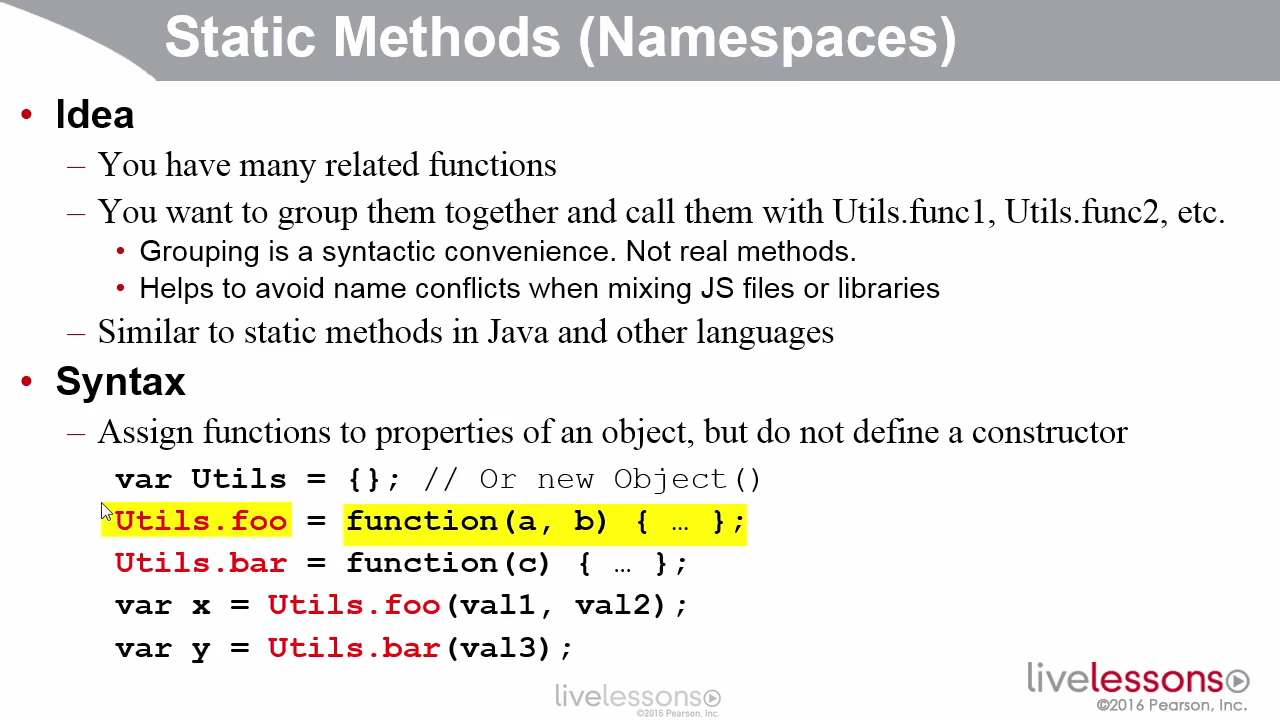 Static Methods (Namespaces)
• Idea
– You have many related functions
– You want to group them together and call them with Utils.func1, Utils.func2, etc.
• Grouping is a syntactic convenience. Not real methods.
• Helps to avoid name conflicts when mixing JS files or libraries
– Similar to static methods in Java and other languages
• Syntax
– Assign functions to properties of an object, but do not define a constructor
var Utils = {}; // Or new Object()
Utils.foo = function(a, b) { … };
Utils.bar = function(c) { … };
var x = Utils.foo(val1, val2);
var y = Utils.bar(val3);
livelessons
©2016 Pearson, Inc.
livelessons
©2016 Pearson, Inc.